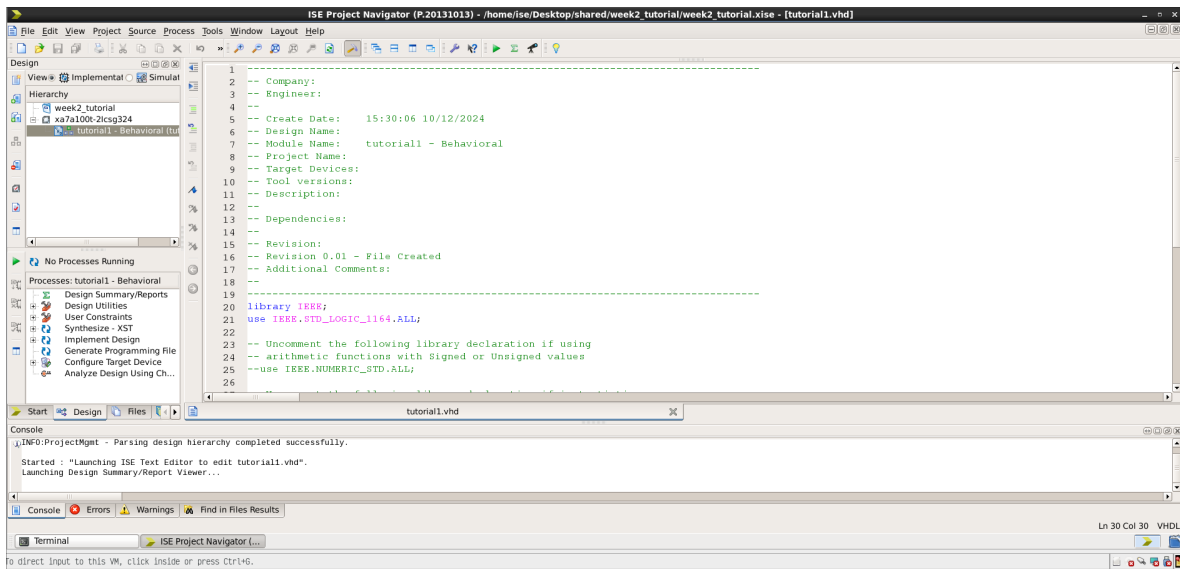 ISE Project Navigator (P.20131013) - /home/ise/Desktop/shared/week2_tutorial/week2_tutorial.xise - [tutorial1.vhd]
File Edit View Project Source Process Tools Window Layout Help
Design
View: Implementat Simulat
Hierarchy
week2_tutorial
xa7a100t-2lcsg324
tutorial1 - Behavioral (tut
No Processes Running
Processes: tutorial1 - Behavioral
Design Summary/Reports
Design Utilities
User Constraints
Synthesize - XST
Implement Design
Generate Programming File
Configure Target Device
Analyze Design Using Ch...
Start Design Files
1 --------------------------------------------------------------------------------
2 -- Company:
3 -- Engineer:
4 --
5 -- Create Date:    15:30:06 10/12/2024
6 -- Design Name:
7 -- Module Name:    tutorial1 - Behavioral
8 -- Project Name:
9 -- Target Devices:
10 -- Tool versions:
11 -- Description:
12 --
13 -- Dependencies:
14 --
15 -- Revision:
16 -- Revision 0.01 - File Created
17 -- Additional Comments:
18 --
19 --------------------------------------------------------------------------------
20 library IEEE;
21 use IEEE.STD_LOGIC_1164.ALL;
22
23 -- Uncomment the following library declaration if using
24 -- arithmetic functions with Signed or Unsigned values
25 --use IEEE.NUMERIC_STD.ALL;
26
tutorial1.vhd
Console
INFO:ProjectMgmt - Parsing design hierarchy completed successfully.
Started : "Launching ISE Text Editor to edit tutorial1.vhd".
Launching Design Summary/Report Viewer...
Console Errors Warnings Find in Files Results
Ln 30 Col 30 VHDL
Terminal ISE Project Navigator (...
To direct input to this VM, click inside or press Ctrl+G.